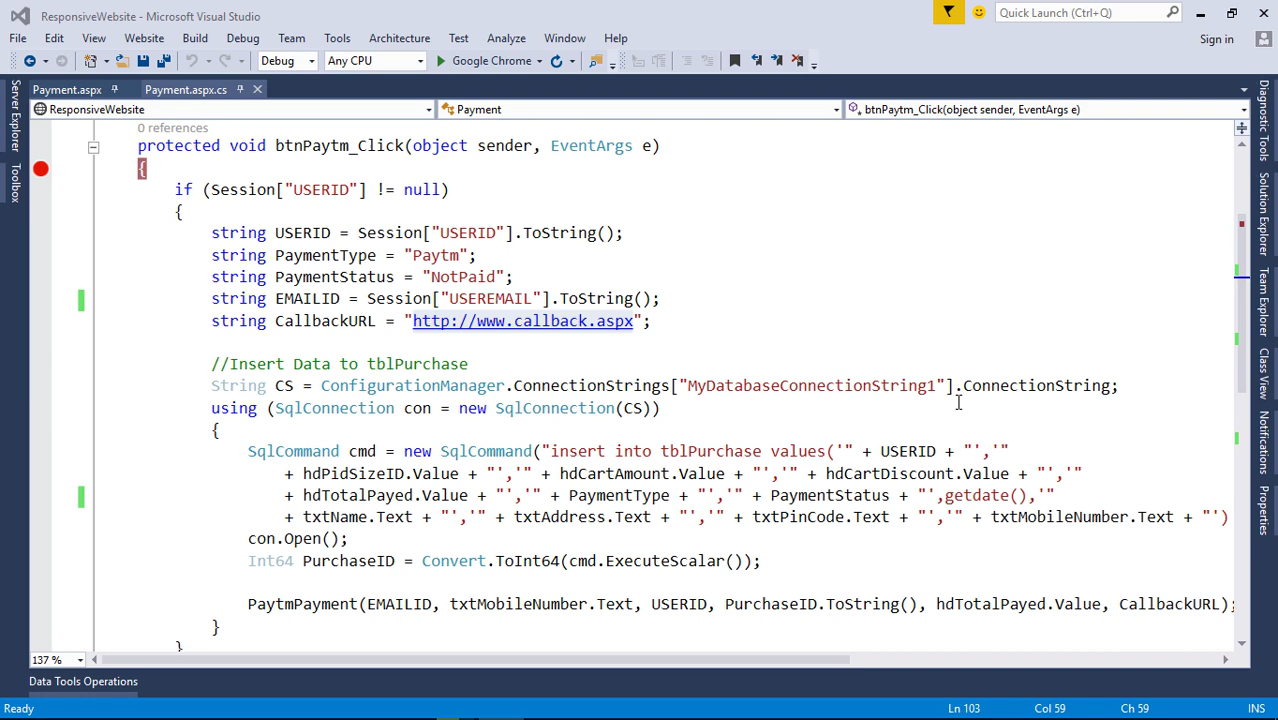 ResponsiveWebsite - Microsoft Visual Studio
Quick Launch (Ctrl+Q)
File Edit View Website Build Debug Team Tools Architecture Test Analyze Window Help
Sign in
Debug Any CPU Google Chrome
Payment.aspx Payment.aspx.cs
ResponsiveWebsite Payment btnPaytm_Click(object sender, EventArgs e)
Server Explorer
Toolbox
0 references
protected void btnPaytm_Click(object sender, EventArgs e)
{
if (Session["USERID"] != null)
{
string USERID = Session["USERID"].ToString();
string PaymentType = "Paytm";
string PaymentStatus = "NotPaid";
string EMAILID = Session["USEREMAIL"].ToString();
string CallbackURL = "http://www.callback.aspx";
//Insert Data to tblPurchase
String CS = ConfigurationManager.ConnectionStrings["MyDatabaseConnectionString1"].ConnectionString;
using (SqlConnection con = new SqlConnection(CS))
{
SqlCommand cmd = new SqlCommand("insert into tblPurchase values('" + USERID + "','"
+ hdPidSizeID.Value + "','" + hdCartAmount.Value + "','" + hdCartDiscount.Value + "','"
+ hdTotalPayed.Value + "','" + PaymentType + "','" + PaymentStatus + "',getdate(),'"
+ txtName.Text + "','" + txtAddress.Text + "','" + txtPinCode.Text + "','" + txtMobileNumber.Text + "')
con.Open();
Int64 PurchaseID = Convert.ToInt64(cmd.ExecuteScalar());
PaytmPayment(EMAILID, txtMobileNumber.Text, USERID, PurchaseID.ToString(), hdTotalPayed.Value, CallbackURL);
}
}
Diagnostic Tools
Solution Explorer
Team Explorer
Class View
Notifications
Properties
137 %
Data Tools Operations
Ready Ln 103 Col 59 Ch 59 INS